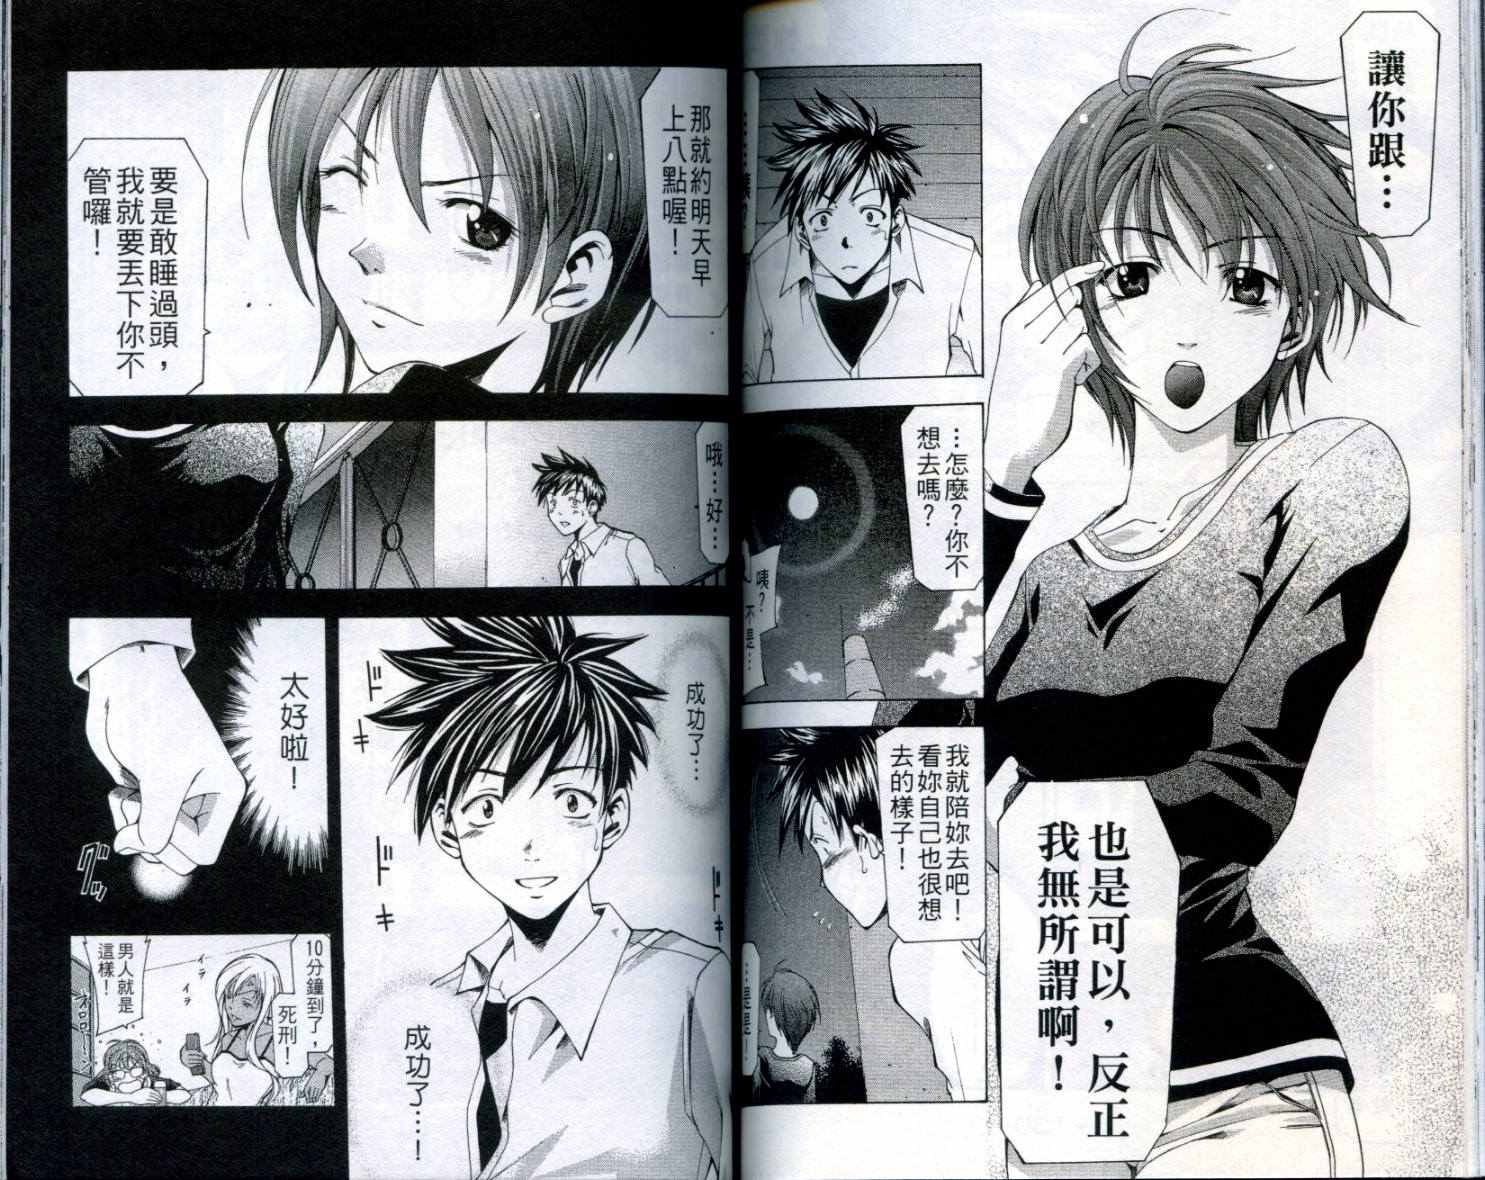 讓你跟…
也是可以，反正
我無所謂啊！
…怎麼？你不
想去嗎？
咦？
不是…
我就陪妳去吧！
看妳自己也很想
去的樣子！
…是是！
那就約明天早
上八點喔！
要是敢睡過頭，
我就要丟下你不
管囉！
哦…好…
成功了…
ドキ
ドキ
ドキ
成功了…！
太好啦！
グッ
10分鐘到了，
死刑！
イライラ
男人就是
這樣！